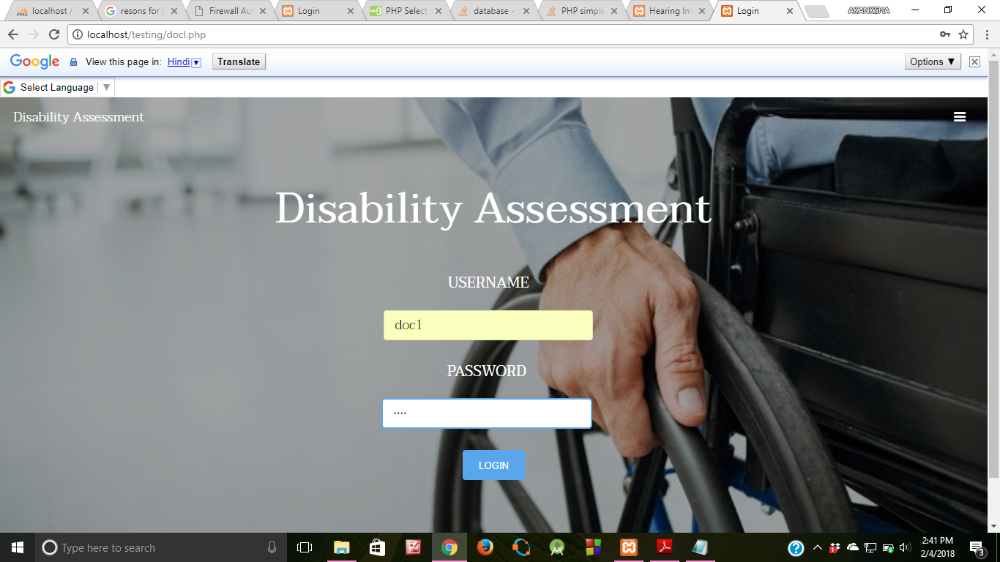 localhost /
resons for
Firewall Aut
Login
PHP Select
database -
PHP simple
Hearing Im
Login
AKANKSHA
localhost/testing/docl.php
Google
View this page in: Hindi
Translate
Options ▼
Select Language ▼
Disability Assessment
Disability Assessment
USERNAME
doc1
PASSWORD
····
LOGIN
Type here to search
2:41 PM
2/4/2018
3